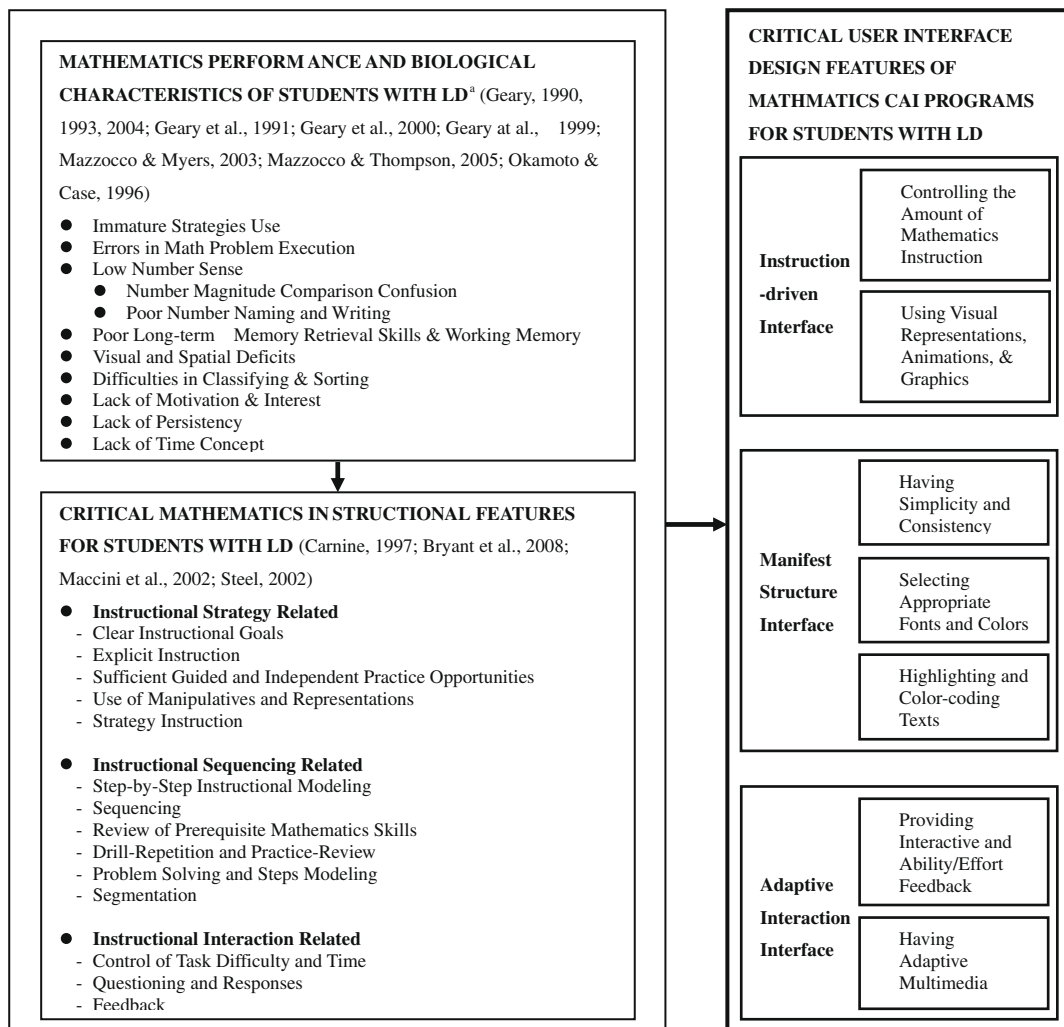 MATHEMATICS PERFORM ANCE AND BIOLOGICAL
CHARACTERISTICS OF STUDENTS WITH LDa (Geary, 1990,
1993, 2004; Geary et al., 1991; Geary et al., 2000; Geary at al., 1999;
Mazzocco & Myers, 2003; Mazzocco & Thompson, 2005; Okamoto &
Case, 1996)
● Immature Strategies Use
● Errors in Math Problem Execution
● Low Number Sense
● Number Magnitude Comparison Confusion
● Poor Number Naming and Writing
● Poor Long-term Memory Retrieval Skills & Working Memory
● Visual and Spatial Deficits
● Difficulties in Classifying & Sorting
● Lack of Motivation & Interest
● Lack of Persistency
● Lack of Time Concept
CRITICAL MATHEMATICS IN STRUCTIONAL FEATURES
FOR STUDENTS WITH LD (Carnine, 1997; Bryant et al., 2008;
Maccini et al., 2002; Steel, 2002)
● Instructional Strategy Related
- Clear Instructional Goals
- Explicit Instruction
- Sufficient Guided and Independent Practice Opportunities
- Use of Manipulatives and Representations
- Strategy Instruction
● Instructional Sequencing Related
- Step-by-Step Instructional Modeling
- Sequencing
- Review of Prerequisite Mathematics Skills
- Drill-Repetition and Practice-Review
- Problem Solving and Steps Modeling
- Segmentation
● Instructional Interaction Related
- Control of Task Difficulty and Time
- Questioning and Responses
- Feedback
CRITICAL USER INTERFACE
DESIGN FEATURES OF
MATHMATICS CAI PROGRAMS
FOR STUDENTS WITH LD
Instruction
-driven
Interface
Controlling the
Amount of
Mathematics
Instruction
Using Visual
Representations,
Animations, &
Graphics
Manifest
Structure
Interface
Having
Simplicity and
Consistency
Selecting
Appropriate
Fonts and Colors
Highlighting and
Color-coding
Texts
Adaptive
Interaction
Interface
Providing
Interactive and
Ability/Effort
Feedback
Having
Adaptive
Multimedia